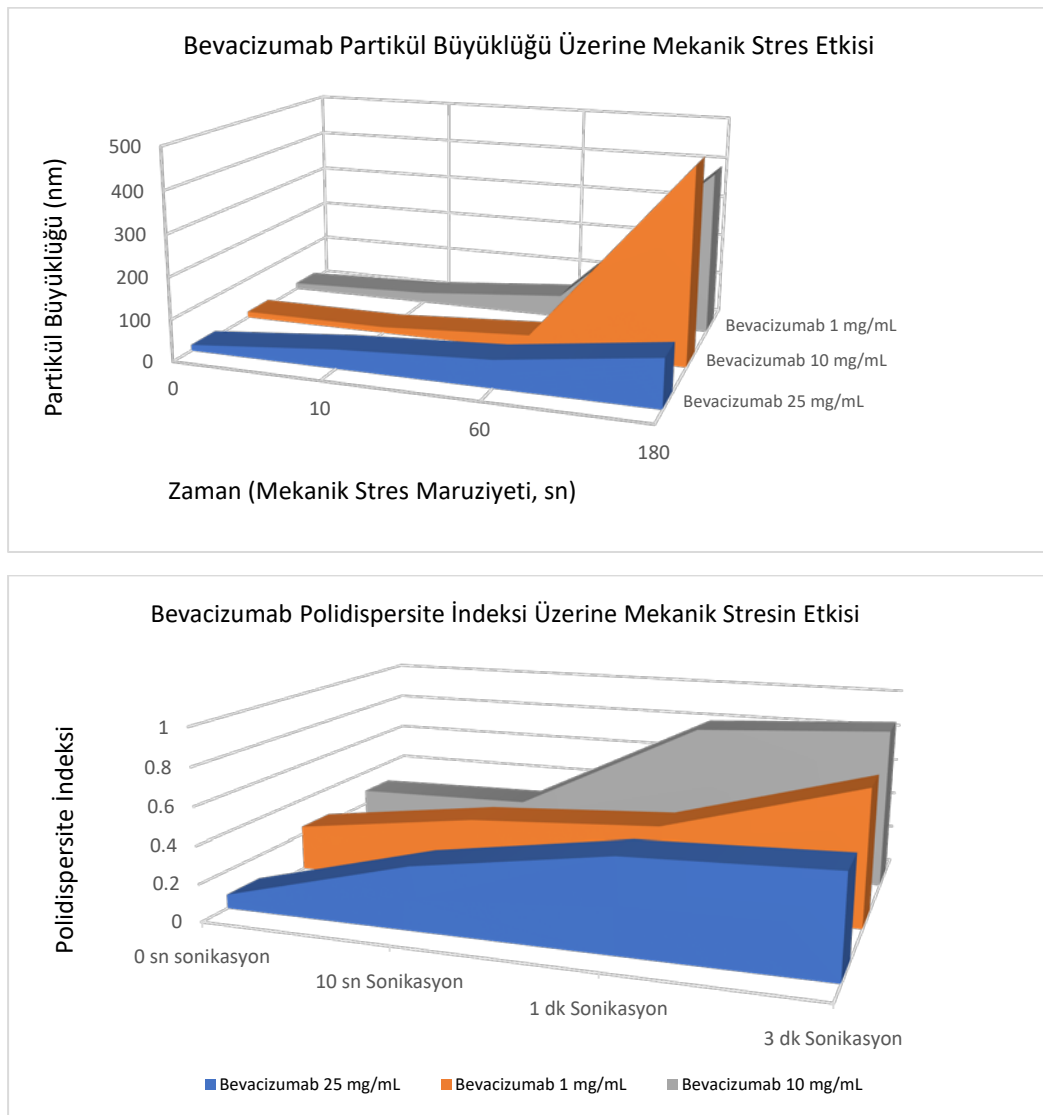 Bevacizumab Partikül Büyüklüğü Üzerine Mekanik Stres Etkisi
Partikül Büyüklüğü (nm)
500
400
300
200
100
0
0
10
60
180
Bevacizumab 1 mg/mL
Bevacizumab 10 mg/mL
Bevacizumab 25 mg/mL
Zaman (Mekanik Stres Maruziyeti, sn)
Bevacizumab Polidispersite İndeksi Üzerine Mekanik Stresin Etkisi
Polidispersite İndeksi
1
0.8
0.6
0.4
0.2
0
0 sn sonikasyon
10 sn Sonikasyon
1 dk Sonikasyon
3 dk Sonikasyon
Bevacizumab 25 mg/mL Bevacizumab 1 mg/mL Bevacizumab 10 mg/mL